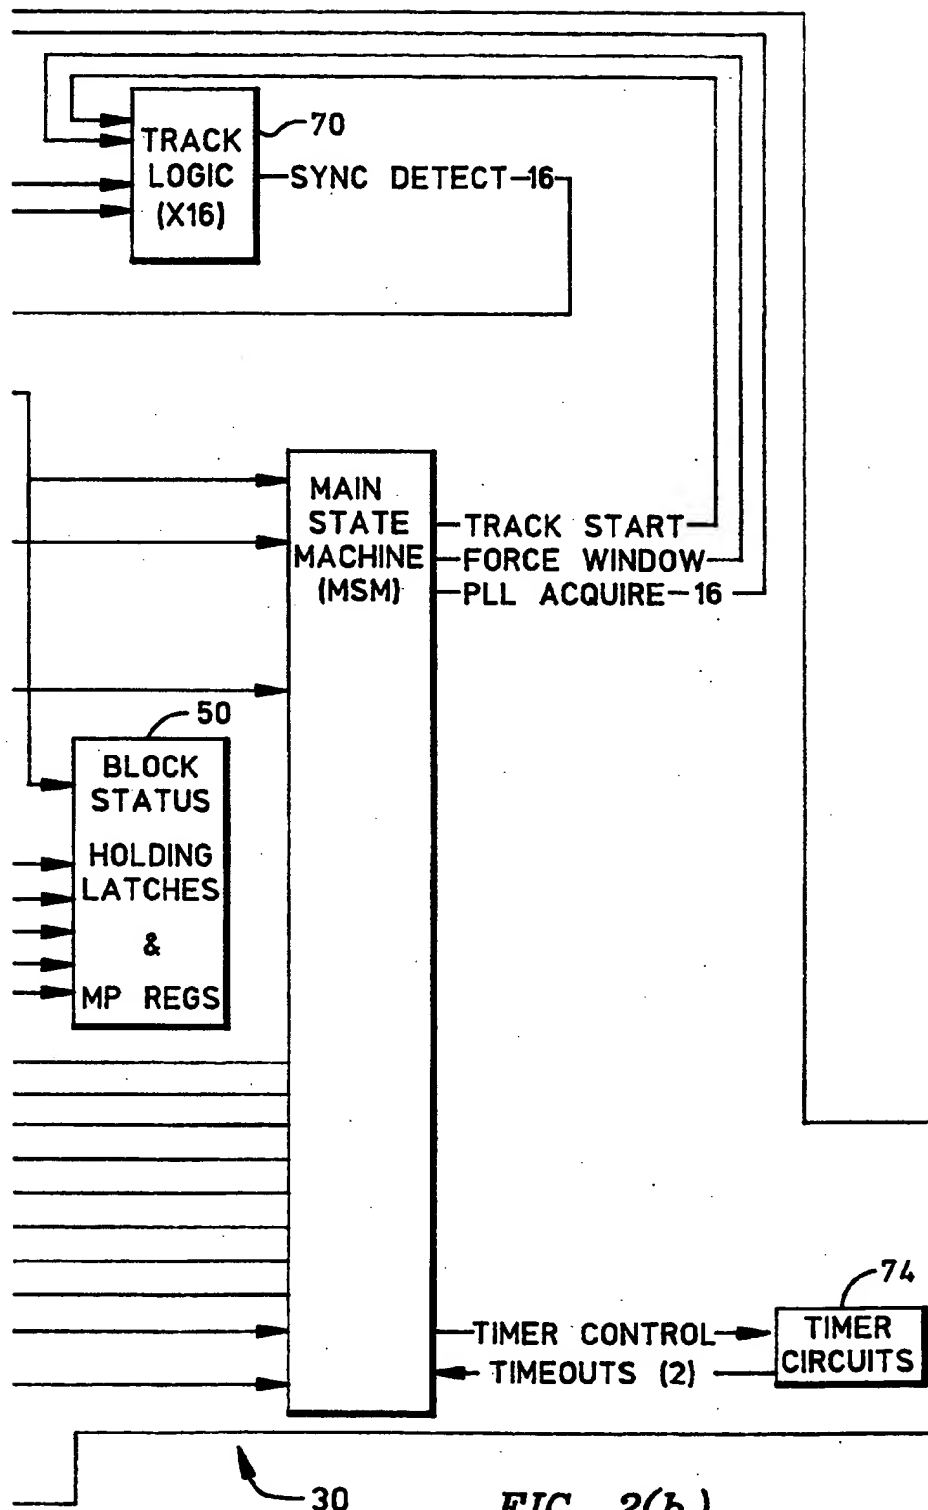 70
TRACK
LOGIC
(X16)
SYNC DETECT-16
MAIN
STATE
MACHINE
(MSM)
TRACK START
FORCE WINDOW
PLL ACQUIRE-16
50
BLOCK
STATUS
HOLDING
LATCHES
&
MP REGS
74
TIMER CONTROL
TIMEOUTS (2)
TIMER
CIRCUITS
30
FIG. 2(b)